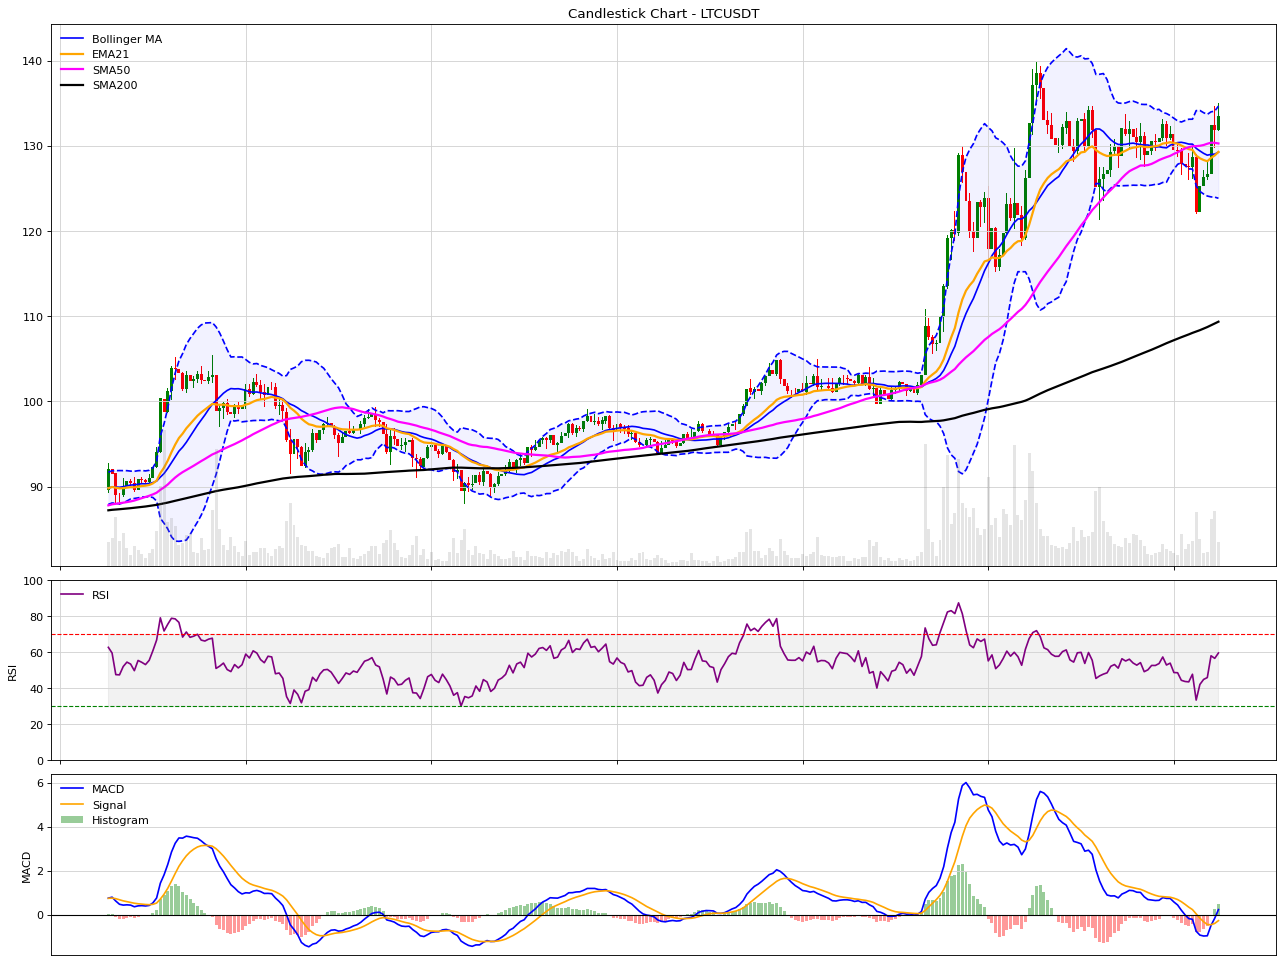 Candlestick Chart - LTCUSDT
Bollinger MA
EMA21
SMA50
SMA200
140
130
120
110
100
90
RSI
100
80
60
40
20
0
RSI
MACD
Signal
Histogram
6
4
2
0
MACD